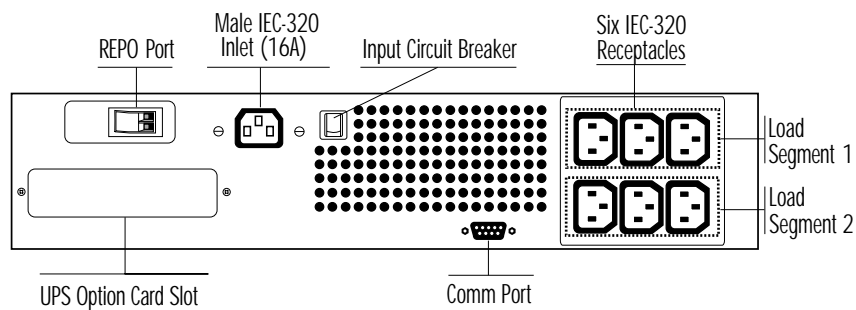 Male IEC-320
Inlet (16A)
Six IEC-320
Receptacles
REPO Port
Input Circuit Breaker
Load
Segment 1
Load
Segment 2
UPS Option Card Slot
Comm Port